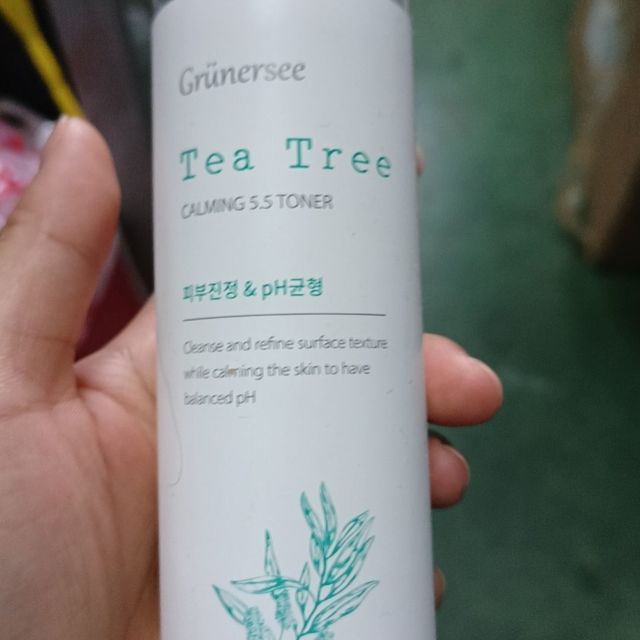 Grünersee
Tea Tree
CALMING 5.5 TONER
피부진정 & pH균형
Cleanse and refine surface texture
while calming the skin to have
balanced pH